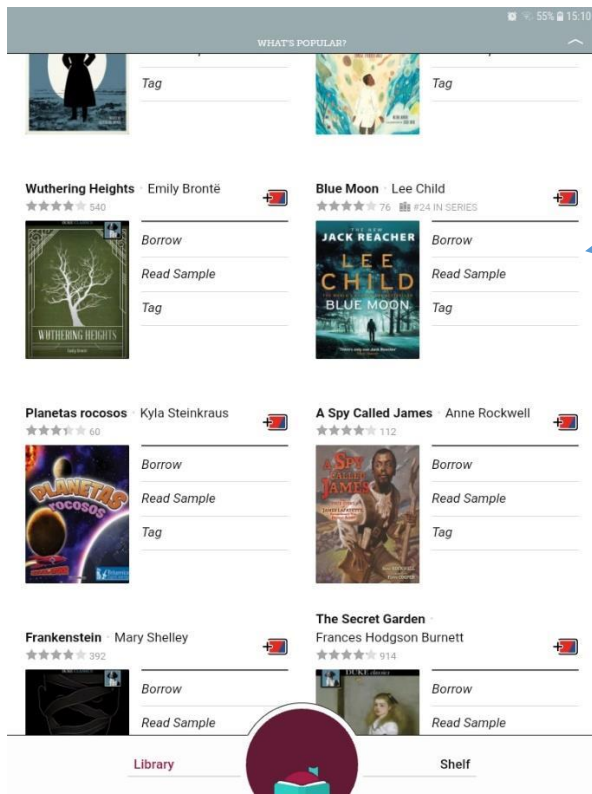 55% 15:10
WHAT'S POPULAR?
Tag
Tag
Wuthering Heights · Emily Brontë
540
Borrow
Read Sample
Tag
WUTHERING HEIGHTS
Emily Brontë
Blue Moon · Lee Child
76 #24 IN SERIES
Borrow
Read Sample
Tag
THE NEW
JACK REACHER
LEE
CHILD
BLUE MOON
Planetas rocosos · Kyla Steinkraus
60
Borrow
Read Sample
Tag
PLANETAS
ROCOSOS
A Spy Called James · Anne Rockwell
112
Borrow
Read Sample
Tag
A SPY
CALLED
JAMES
Frankenstein · Mary Shelley
392
Borrow
Read Sample
The Secret Garden ·
Frances Hodgson Burnett
914
Borrow
Read Sample
DUKE classics
Library
Shelf